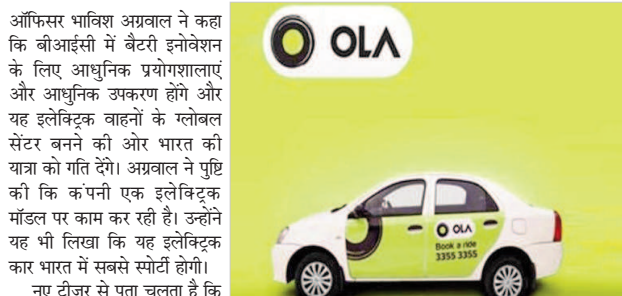 ऑफिसर भाविश अग्रवाल ने कहा
कि बीआईसी में बैटरी इनोवेशन
के लिए आधुनिक प्रयोगशालाएं
और आधुनिक उपकरण होंगे और
यह इलेक्ट्रिक वाहनों के ग्लोबल
सेंटर बनने की ओर भारत की
यात्रा को गति देंगे। अग्रवाल ने पुष्टि
की कि कंपनी एक इलेक्ट्रिक
मॉडल पर काम कर रही है। उन्होंने
यह भी लिखा कि यह इलेक्ट्रिक
कार भारत में सबसे स्पोर्टी होगी।
नए टीजर से पता चलता है कि
OLA
OLA
Book a ride
3355 3355